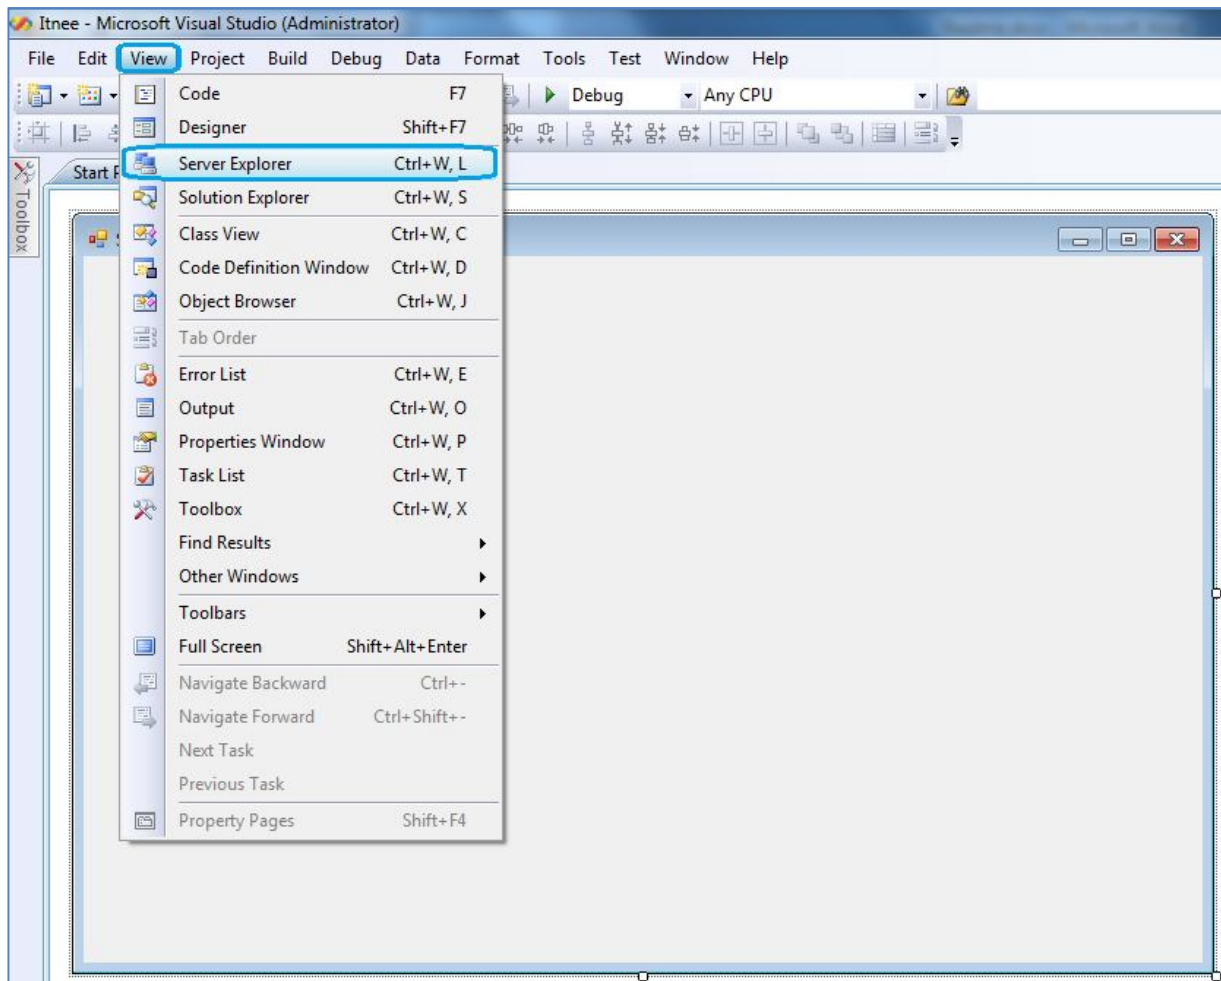 Itnee - Microsoft Visual Studio (Administrator)
File Edit View Project Build Debug Data Format Tools Test Window Help
Debug Any CPU
Start
Toolbox
Code F7
Designer Shift+F7
Server Explorer Ctrl+W, L
Solution Explorer Ctrl+W, S
Class View Ctrl+W, C
Code Definition Window Ctrl+W, D
Object Browser Ctrl+W, J
Tab Order
Error List Ctrl+W, E
Output Ctrl+W, O
Properties Window Ctrl+W, P
Task List Ctrl+W, T
Toolbox Ctrl+W, X
Find Results
Other Windows
Toolbars
Full Screen Shift+Alt+Enter
Navigate Backward Ctrl+-
Navigate Forward Ctrl+Shift+-
Next Task
Previous Task
Property Pages Shift+F4